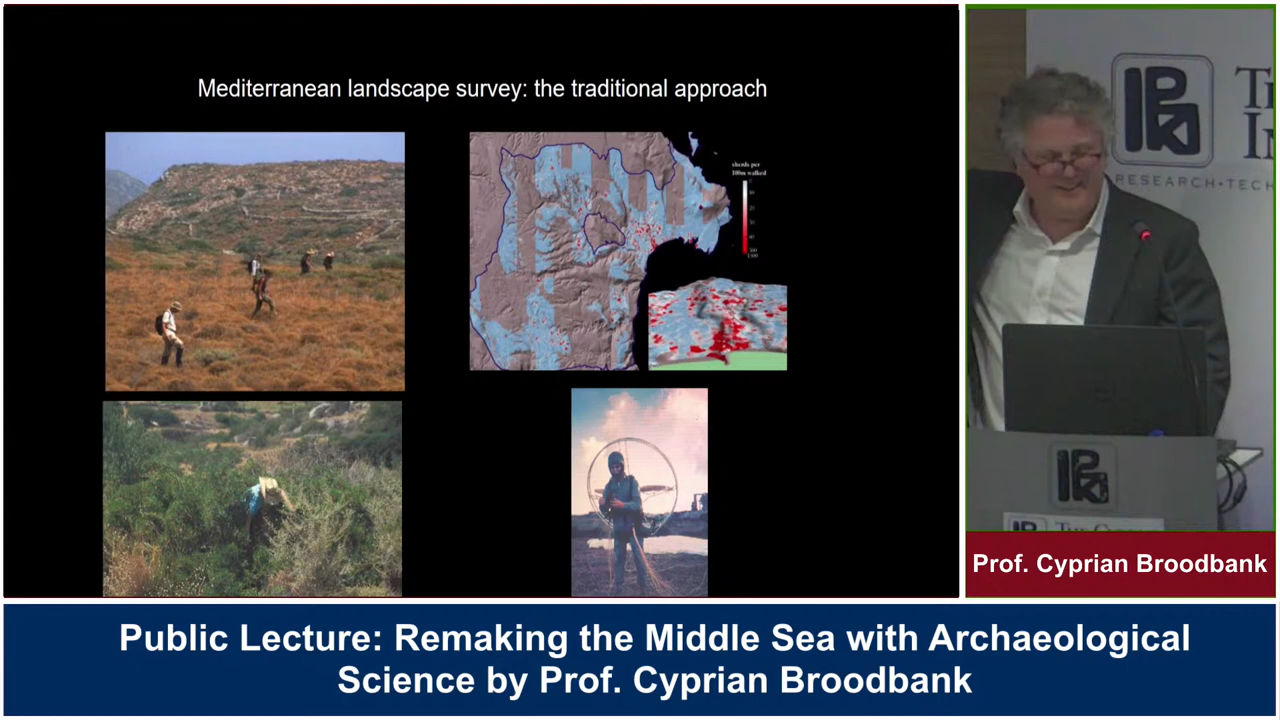 Mediterranean landscape survey: the traditional approach
sherds per
100m walked
RESEARCH•TECH
Prof. Cyprian Broodbank
Public Lecture: Remaking the Middle Sea with Archaeological
Science by Prof. Cyprian Broodbank